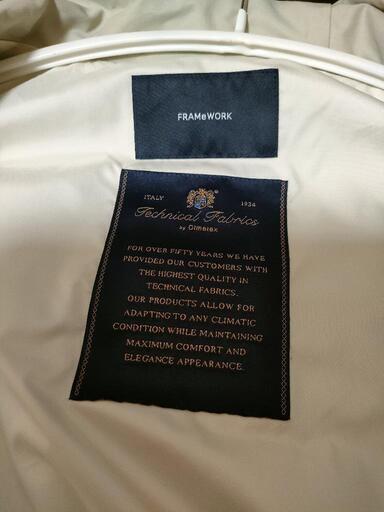 FRAMeWORK
ITALY 1934
Technical Fabrics
by Olmetex
FOR OVER FIFTY YEARS WE HAVE
PROVIDED OUR CUSTOMERS WITH
THE HIGHEST QUALITY IN
TECHNICAL FABRICS.
OUR PRODUCTS ALLOW FOR
ADAPTING TO ANY CLIMATIC
CONDITION WHILE MAINTAINING
MAXIMUM COMFORT AND
ELEGANCE APPEARANCE.